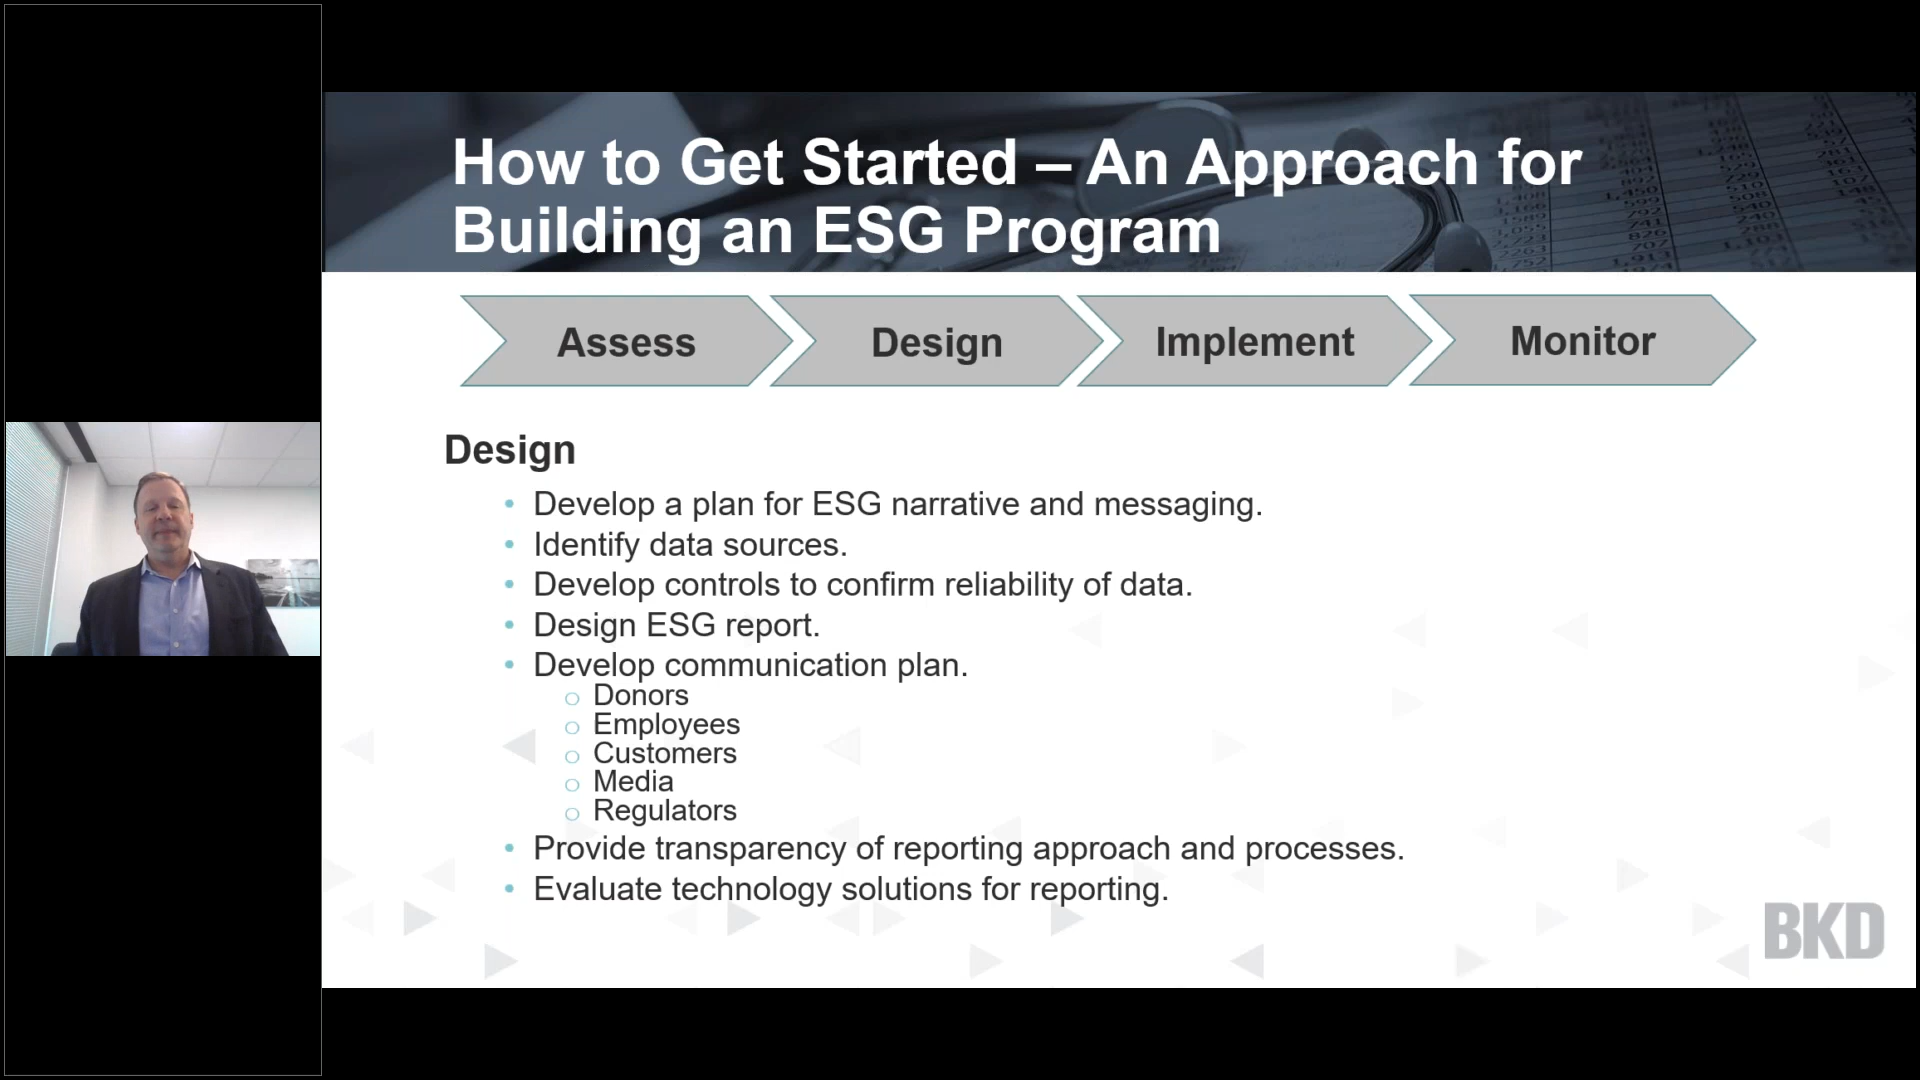 How to Get Started – An Approach for
Building an ESG Program
Assess
Design
Implement
Monitor
Design
• Develop a plan for ESG narrative and messaging.
• Identify data sources.
• Develop controls to confirm reliability of data.
• Design ESG report.
• Develop communication plan.
o Donors
o Employees
o Customers
o Media
o Regulators
• Provide transparency of reporting approach and processes.
• Evaluate technology solutions for reporting.
BKD